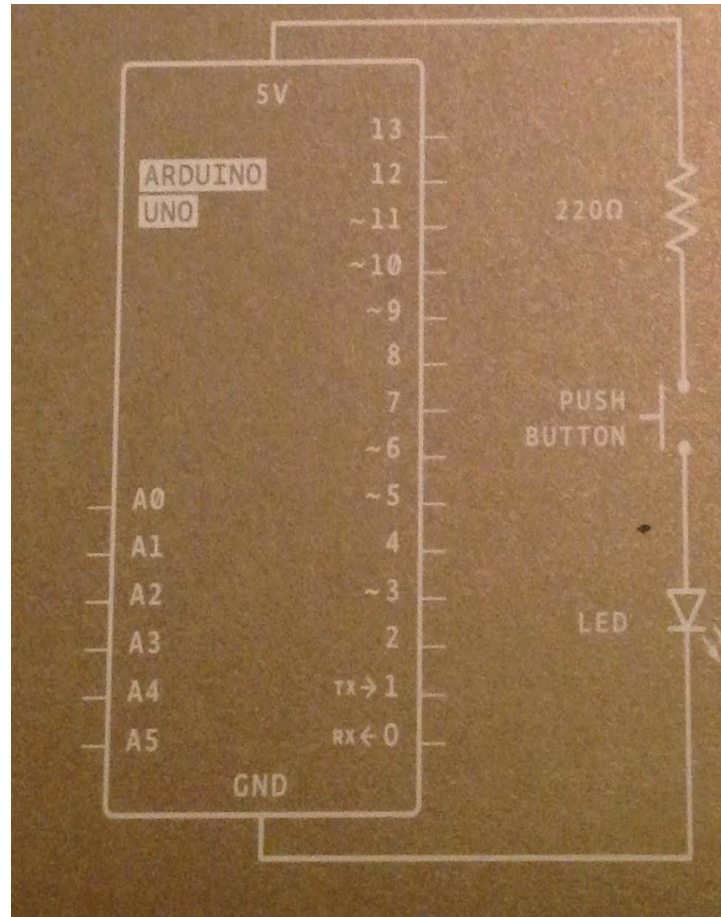 5V
13
ARDUINO
12
UNO
~11
220Ω
~10
~9
8
7
PUSH
BUTTON
~6
A0
~5
A1
4
A2
~3
LED
A3
2
A4
TX→1
A5
RX←0
GND